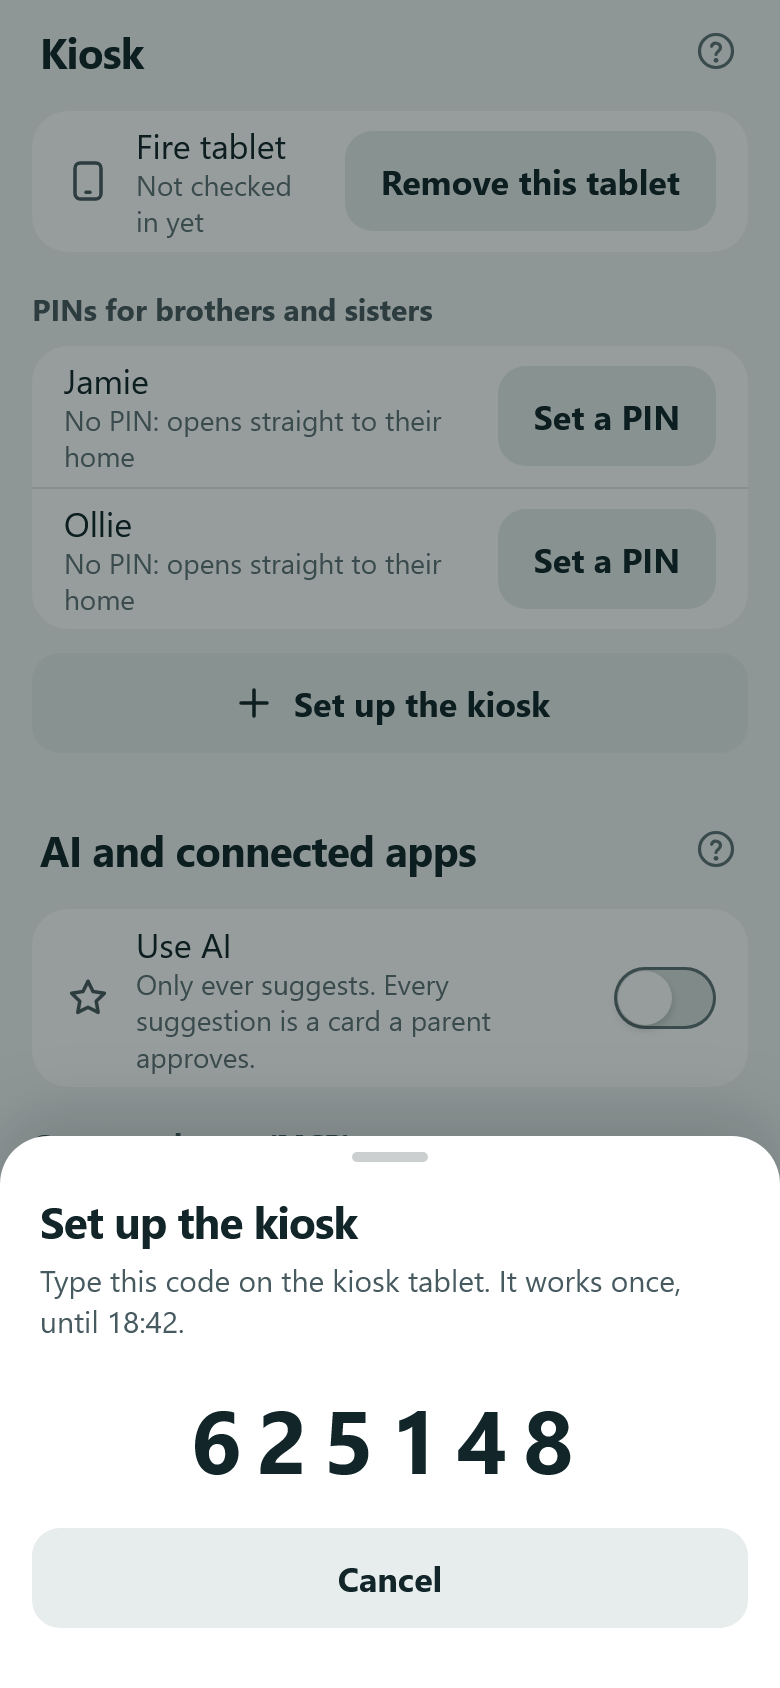 Kiosk
Fire tablet
Not checked
in yet
Remove this tablet
PINs for brothers and sisters
Jamie
No PIN: opens straight to their
home
Set a PIN
Ollie
No PIN: opens straight to their
home
Set a PIN
Set up the kiosk
AI and connected apps
Use AI
Only ever suggests. Every
suggestion is a card a parent
approves.
Set up the kiosk
Type this code on the kiosk tablet. It works once,
until 18:42.
625148
Cancel